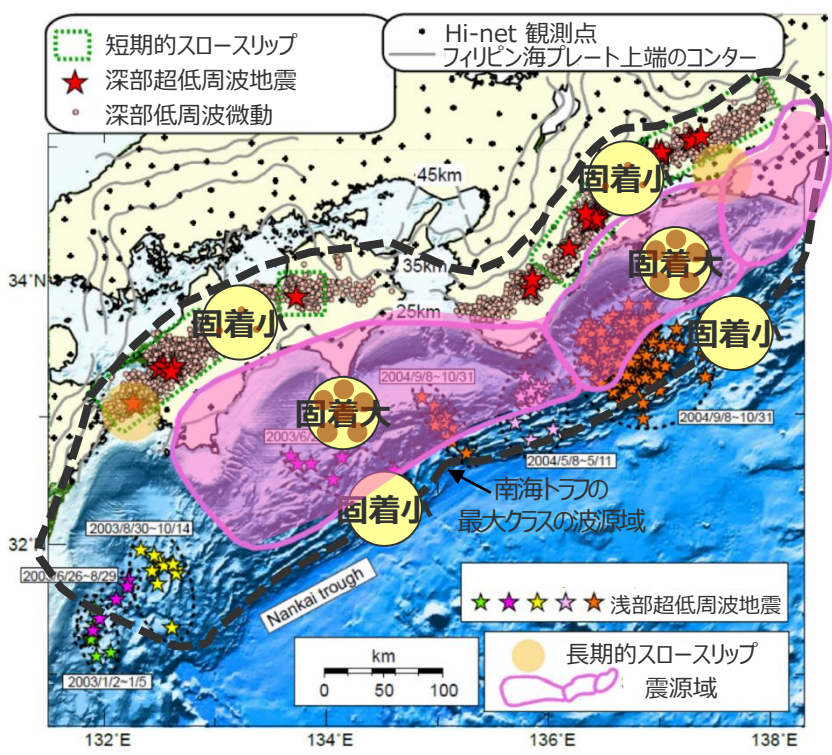 短期的スロースリップ
深部超低周波地震
深部低周波微動
Hi-net 観測点
フィリピン海プレート上端のコンター
45km
固着小
固着大
35km
34°N
25km
固着小
固着小
2004/9/8~10/31
固着大
2004/9/8~10/31
2003/6/2
2004/5/8~5/11
南海トラフの
最大クラスの波源域
固着小
2003/8/30~10/14
32°
2003/6/26~8/29
Nankai trough
浅部超低周波地震
km
0 50 100
長期的スロースリップ
震源域
2003/1/2~1/5
132°E 134°E 136°E 138°E